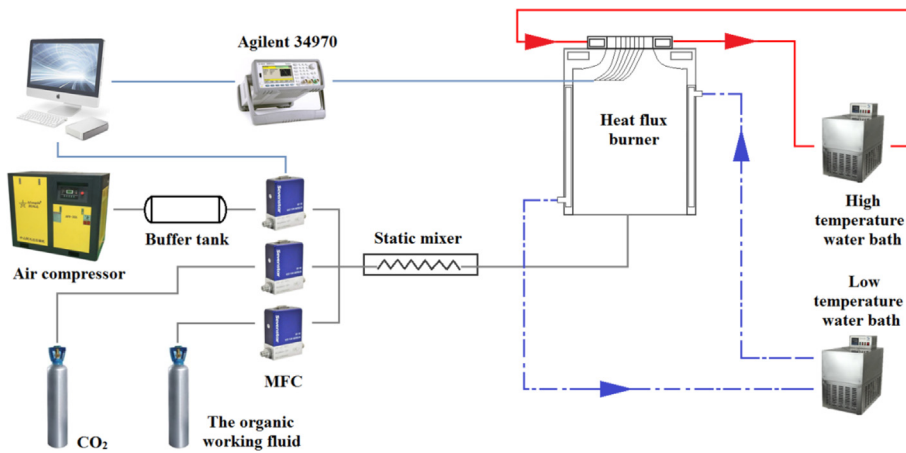 Agilent 34970
Heat flux
burner
High
temperature
water bath
Buffer tank
Static mixer
Air compressor
Low
temperature
water bath
MFC
The organic
working fluid
CO₂